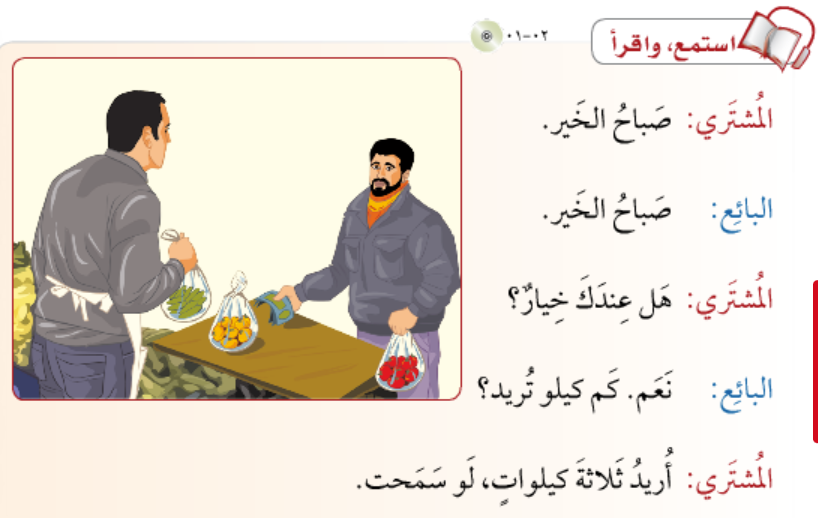 استمع، واقرأ
٠١-٠٢
المُشتَري: صَباحُ الخَير.
البائِع: صَباحُ الخَير.
المُشتَري: هَل عِندَكَ خِيارٌ؟
البائِع: نَعَم. كَم كيلو تُريد؟
المُشتَري: أُريدُ ثَلاثةَ كيلواتٍ، لَو سَمَحت.